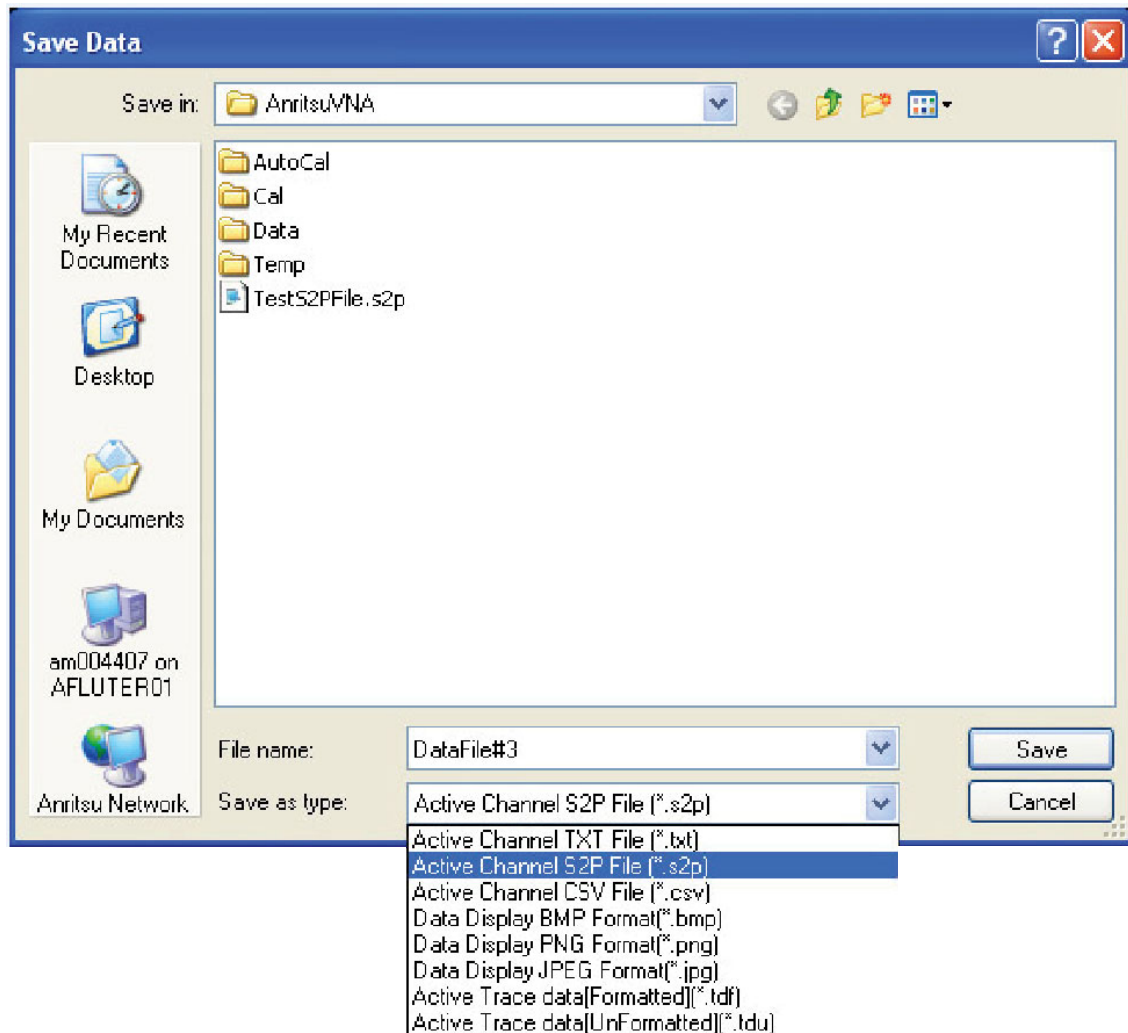 Save Data
Save in:
AnritsuVNA
My Recent
Documents
Desktop
My Documents
am004407 on
AFLUTER01
Anritsu Network
AutoCal
Cal
Data
Temp
TestS2PFile.s2p
File name:
DataFile#3
Save
Save as type:
Active Channel S2P File (*.s2p)
Cancel
Active Channel TXT File (*.txt)
Active Channel S2P File (*.s2p)
Active Channel CSV File (*.csv)
Data Display BMP Format(*.bmp)
Data Display PNG Format(*.png)
Data Display JPEG Format(*.jpg)
Active Trace data[Formatted](*.tdf)
Active Trace data[UnFormatted](*.tdu)